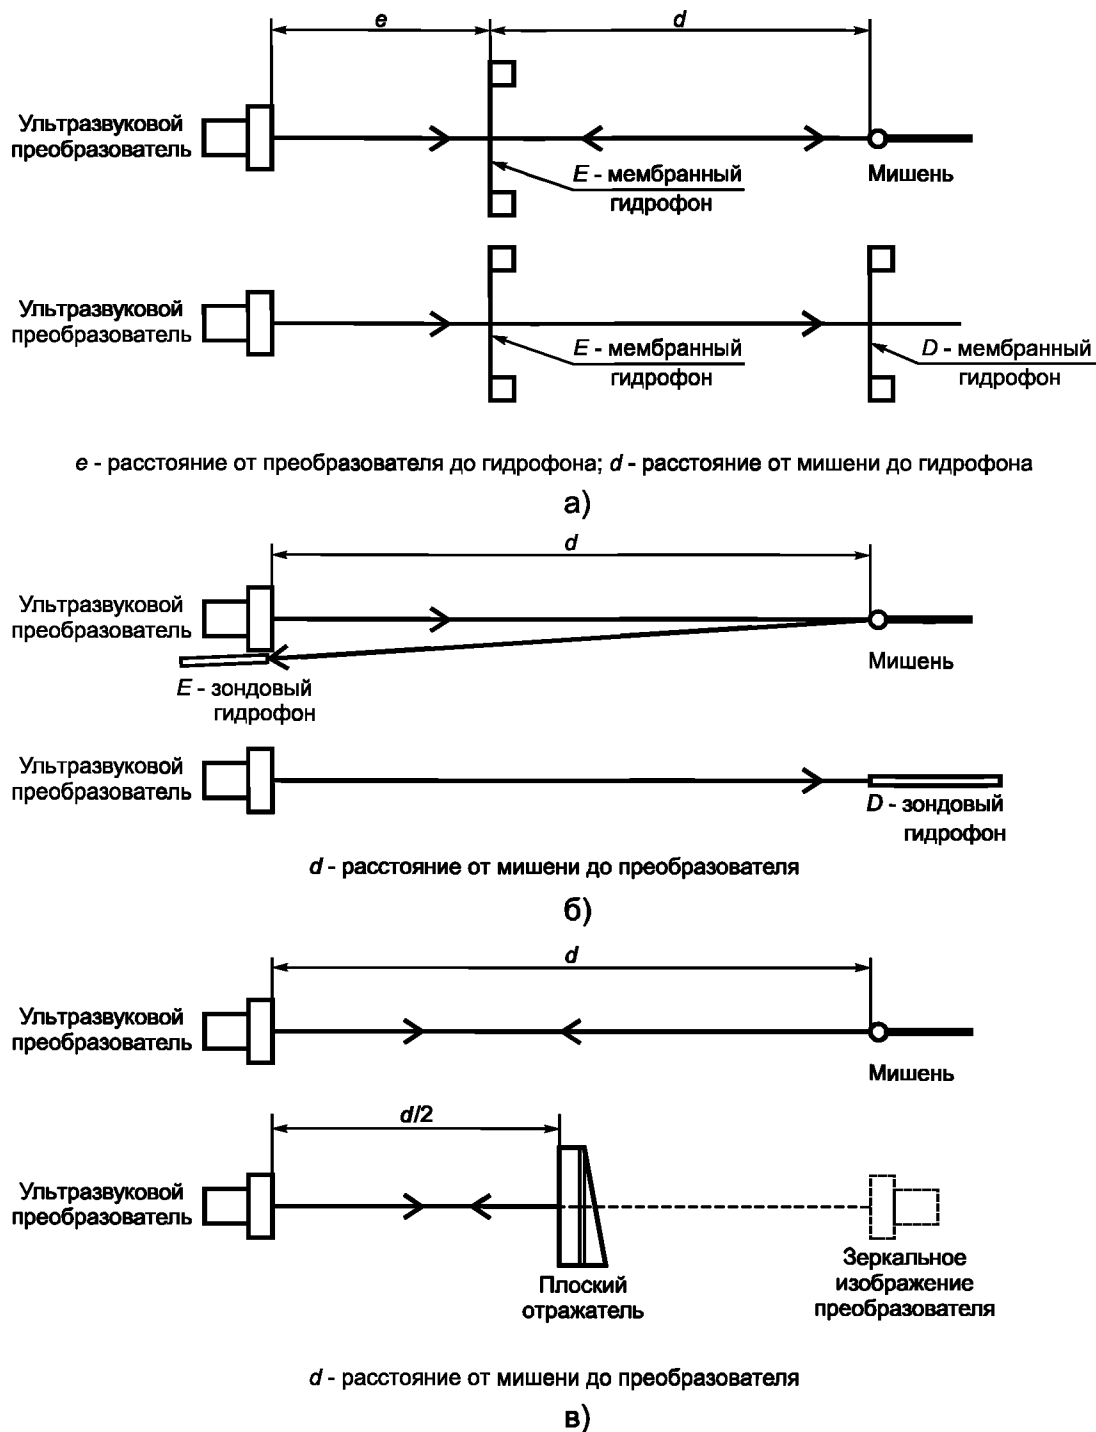 e
d
Ультразвуковой
преобразователь
E - мембранный
гидрофон
Мишень
Ультразвуковой
преобразователь
E - мембранный
гидрофон
D - мембранный
гидрофон
e - расстояние от преобразователя до гидрофона; d - расстояние от мишени до гидрофона
а)
d
Ультразвуковой
преобразователь
Мишень
E - зондовый
гидрофон
Ультразвуковой
преобразователь
D - зондовый
гидрофон
d - расстояние от мишени до преобразователя
б)
d
Ультразвуковой
преобразователь
Мишень
d/2
Ультразвуковой
преобразователь
Плоский
отражатель
Зеркальное
изображение
преобразователя
d - расстояние от мишени до преобразователя
в)